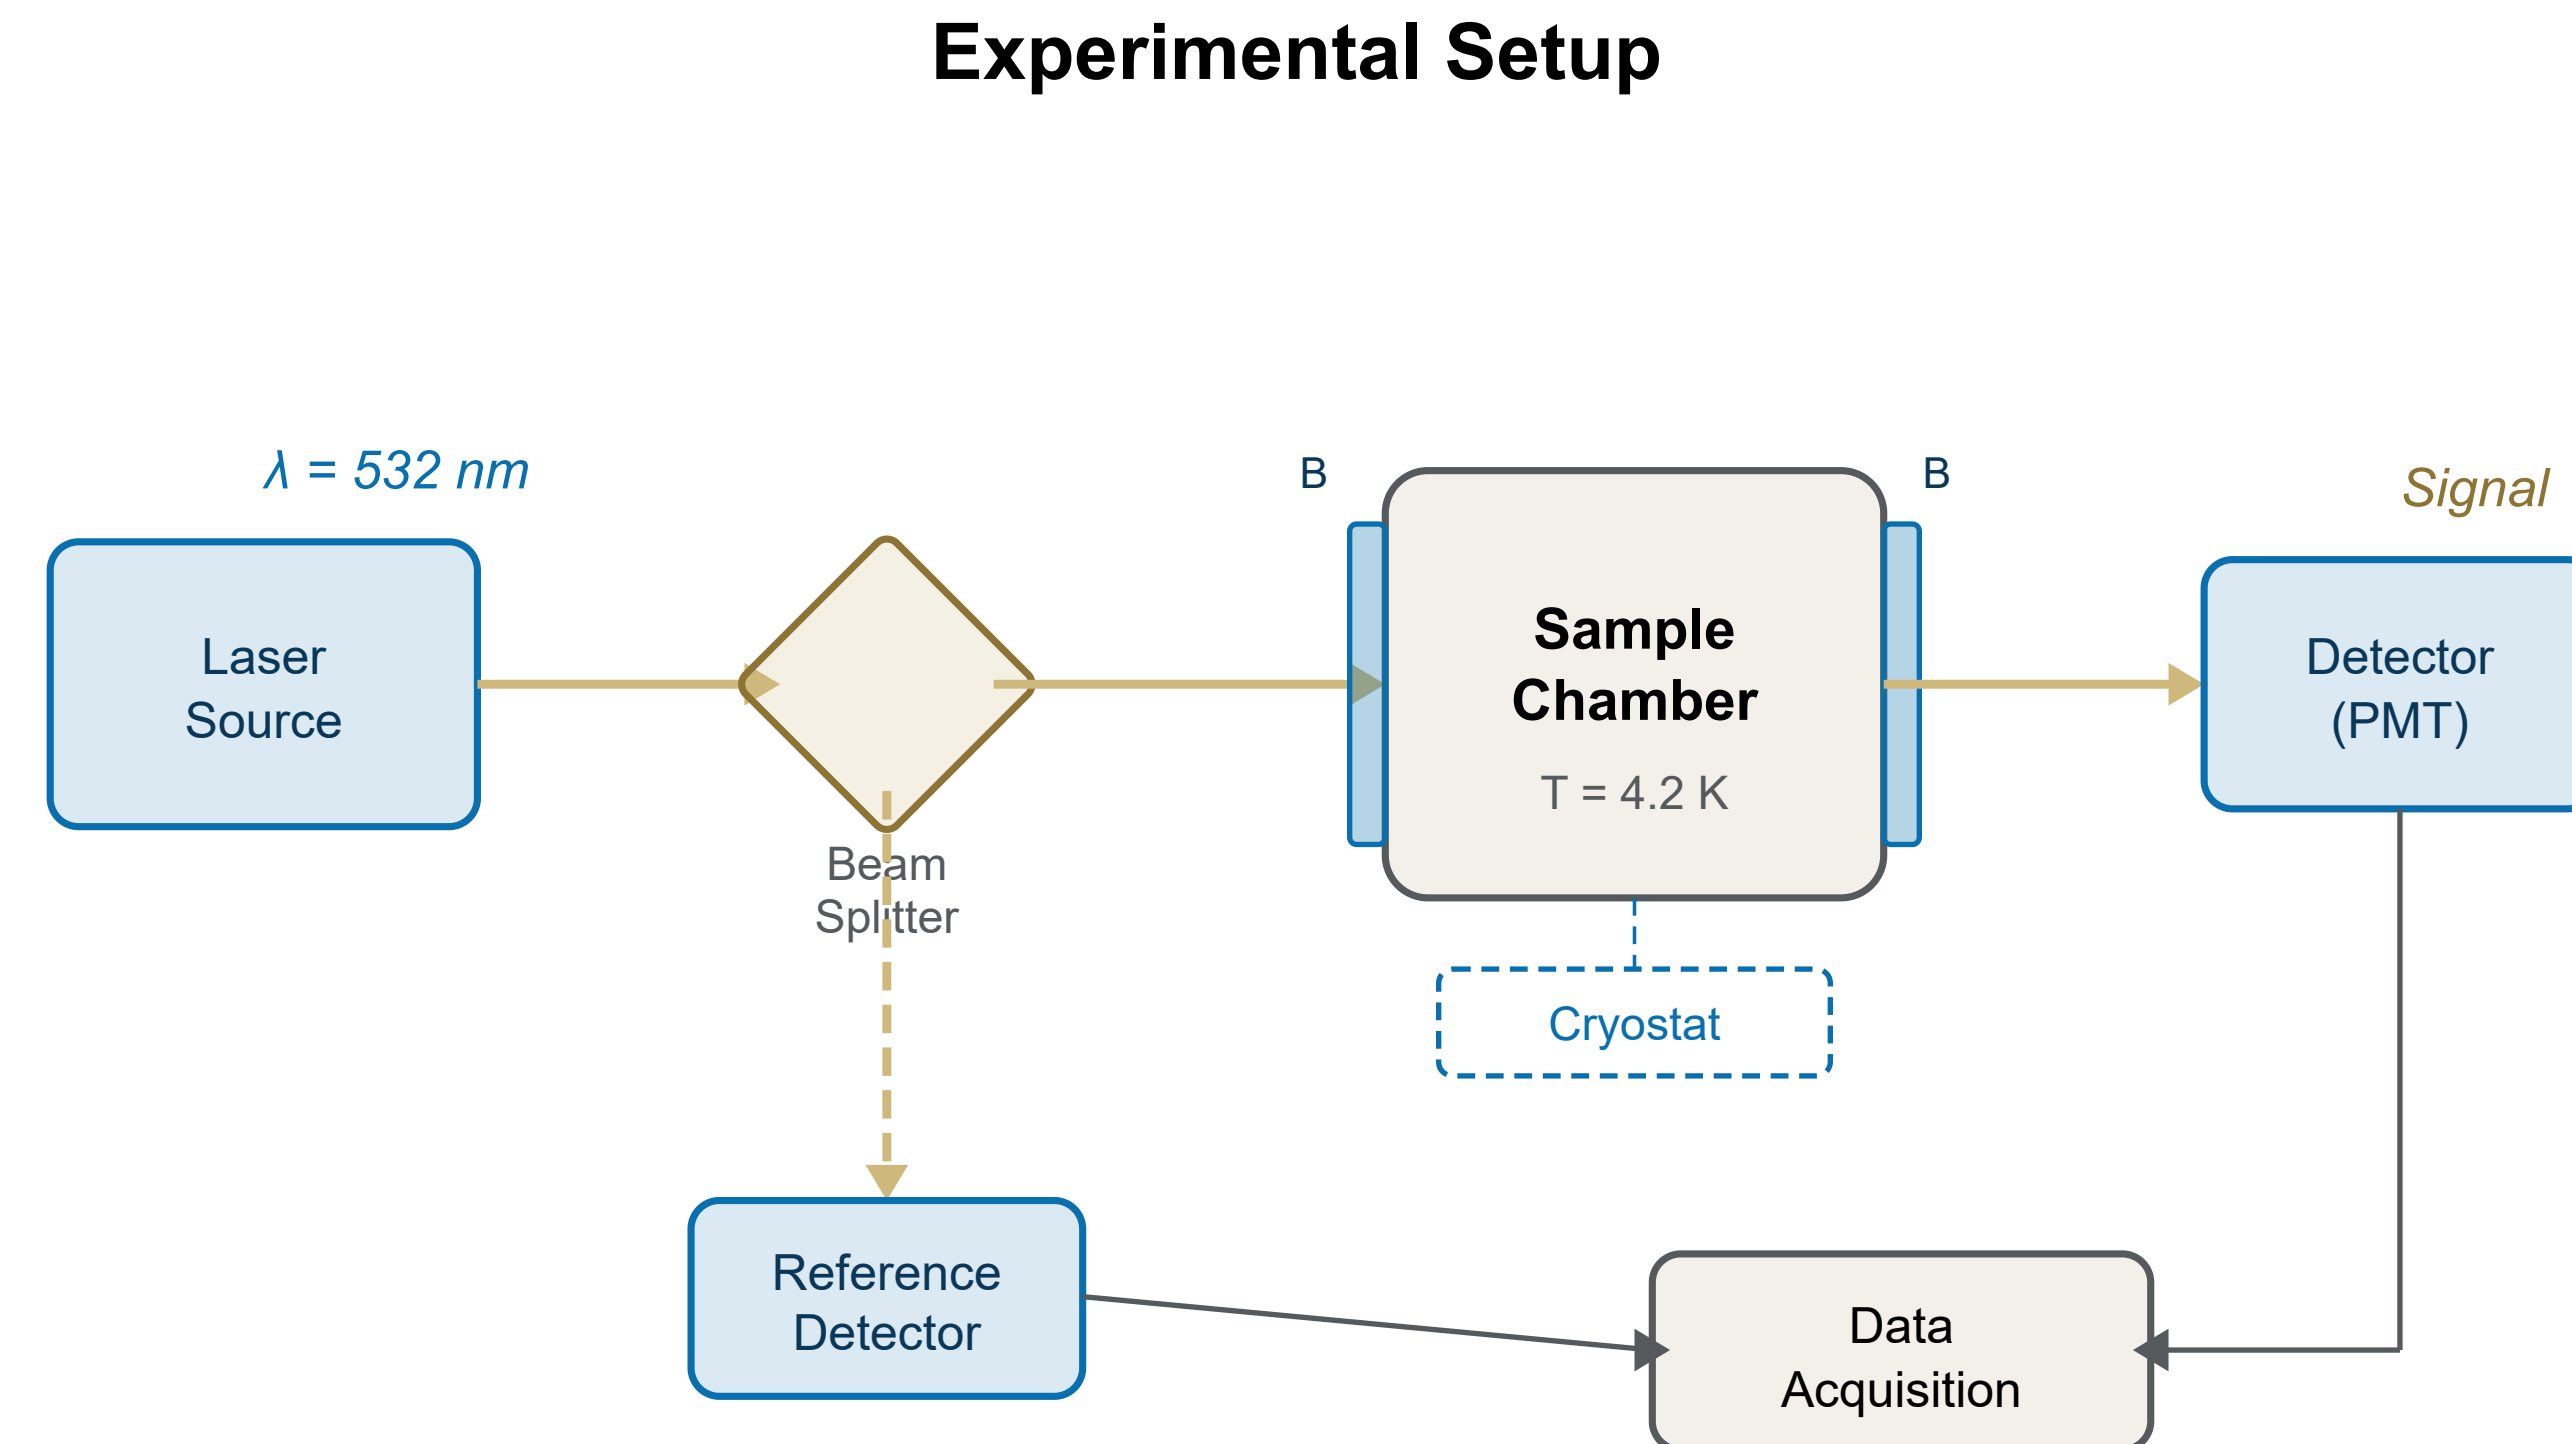 Experimental Setup
λ = 532 nm
B
B
Signal
Laser
Source
Sample
Chamber
T = 4.2 K
Detector
(PMT)
Beam
Splitter
Cryostat
Reference
Detector
Data
Acquisition